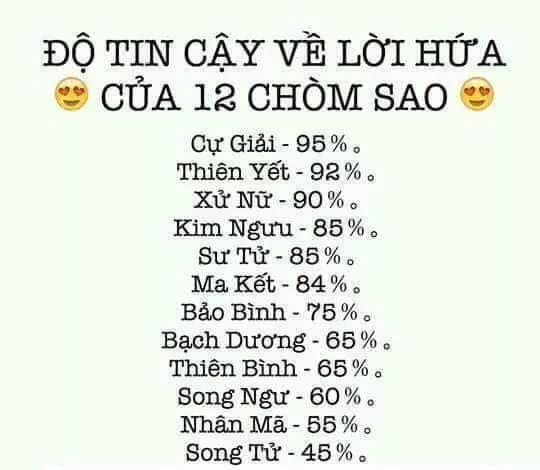 ĐỘ TIN CẬY VỀ LỜI HỨA
😍 CỦA 12 CHÒM SAO 😍
Cự Giải - 95%。
Thiên Yết - 92%。
Xử Nữ - 90%。
Kim Ngưu - 85%。
Sư Tử - 85%。
Ma Kết - 84%。
Bảo Bình - 75%。
Bạch Dương - 65%。
Thiên Bình - 65%。
Song Ngư - 60%。
Nhân Mã - 55%。
Song Tử - 45%。